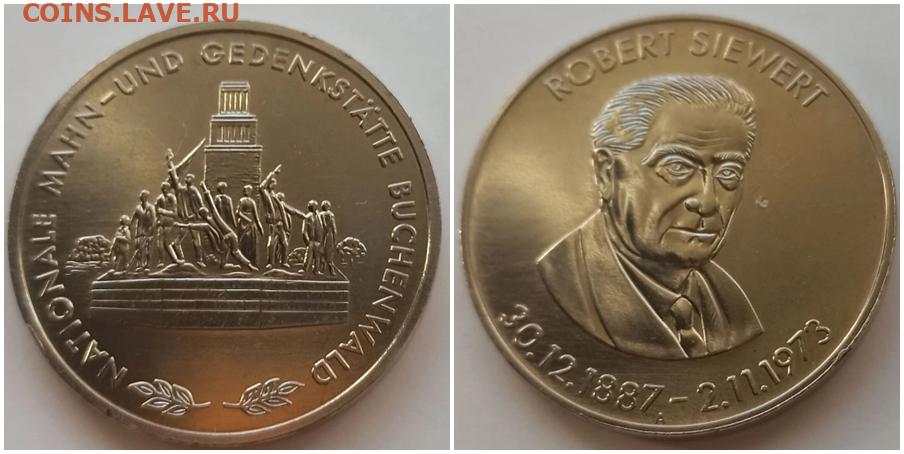 COINS.LAVE.RU
NATIONALE MAHN-UND GEDENKSTÄTTE BUCHENWALD
ROBERT SIEWERT
30.12.1887 - 2.11.1973
A